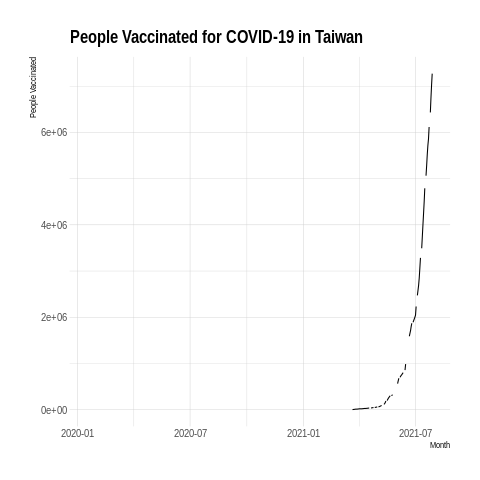 People Vaccinated for COVID-19 in Taiwan
People Vaccinated
6e+06
4e+06
2e+06
0e+00
2020-01
2020-07
2021-01
2021-07
Month